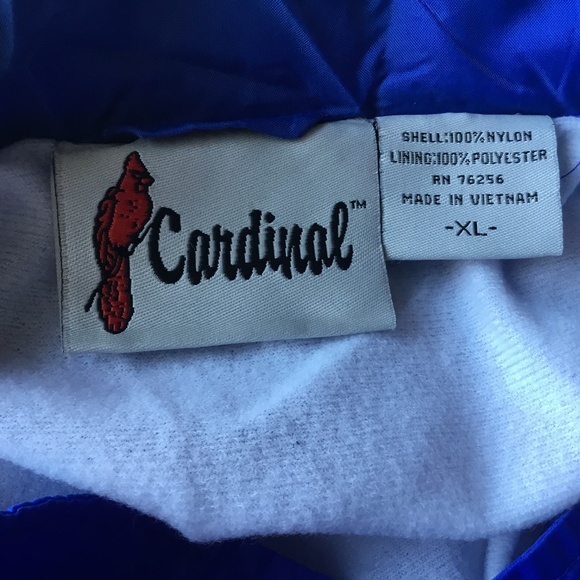 Cardinal™
SHELL:100%NYLON
LINING:100%POLYESTER
RN 76256
MADE IN VIETNAM
-XL-